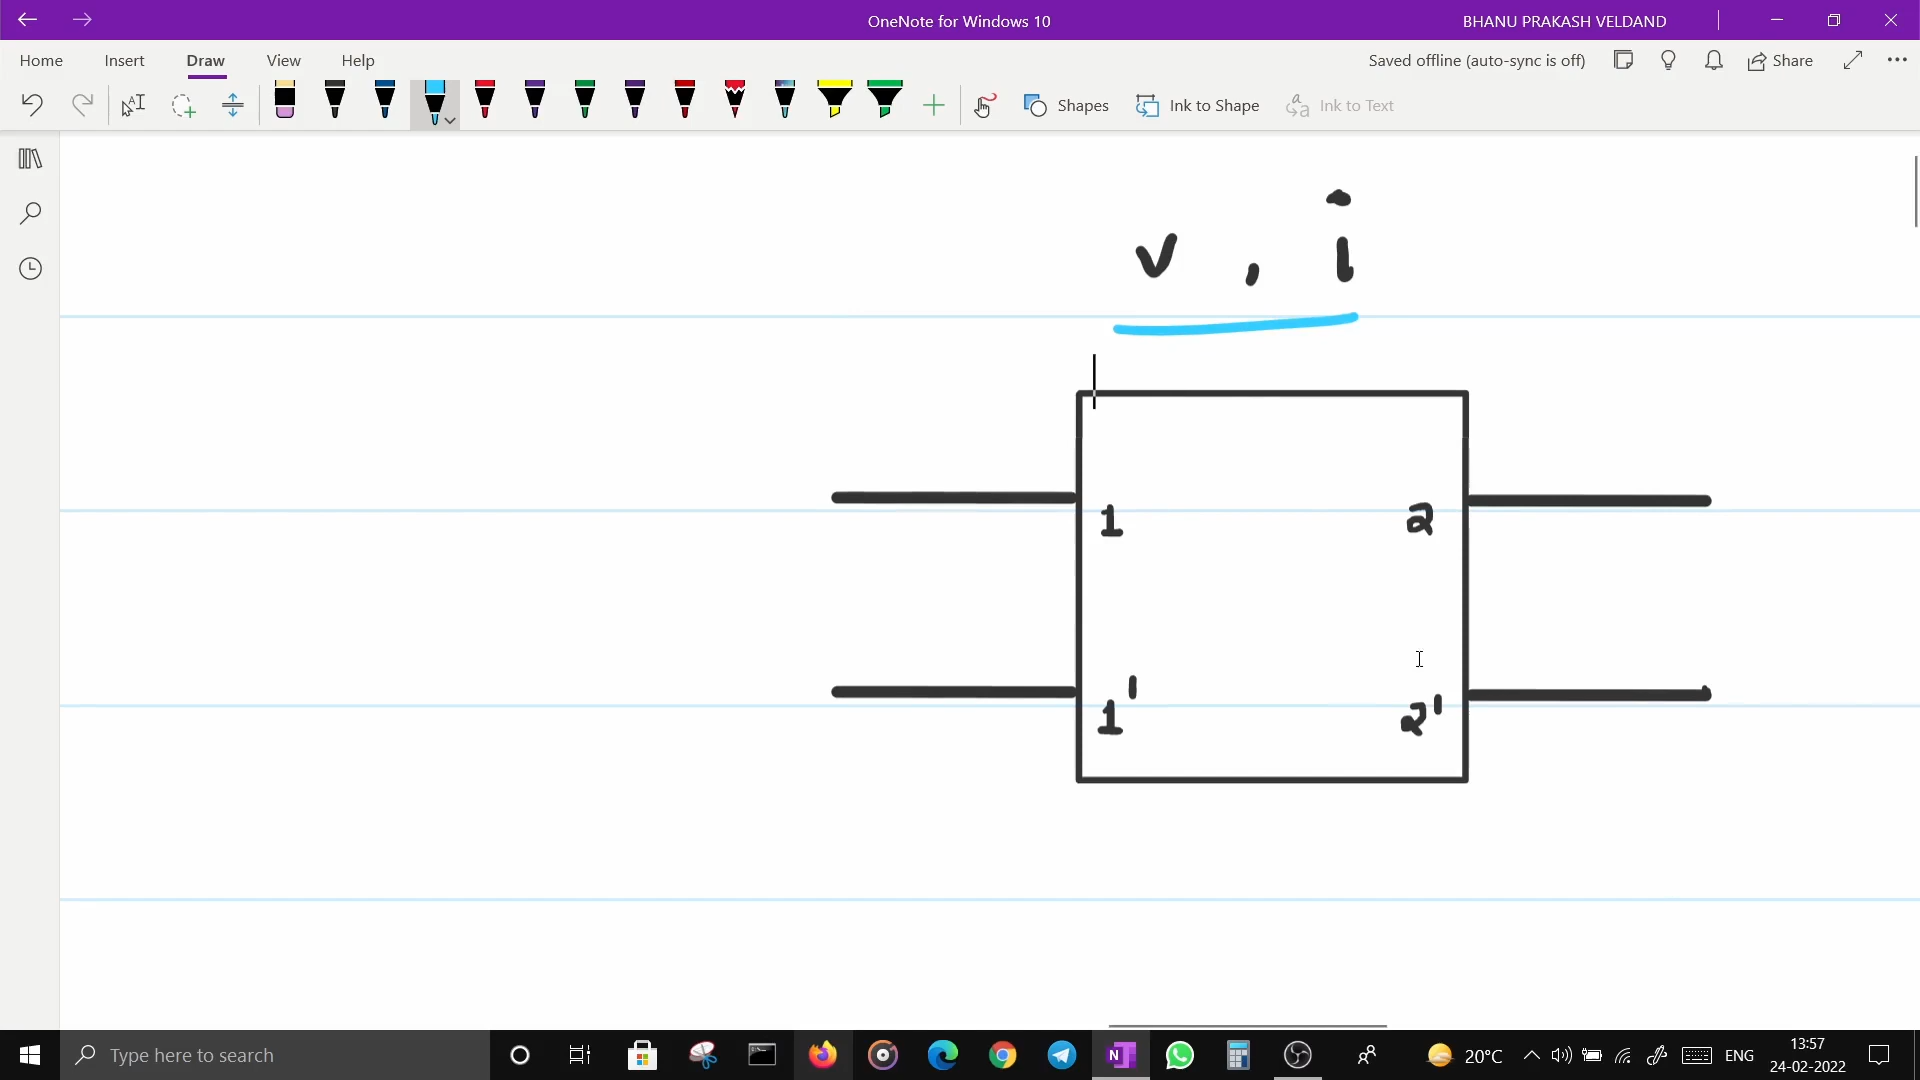 OneNote for Windows 10
BHANU PRAKASH VELDAND
Home Insert Draw View Help
Saved offline (auto-sync is off) Share
Shapes Ink to Shape Ink to Text
v , i
1 2
1' 2'
Type here to search
20°C ENG
13:57
24-02-2022